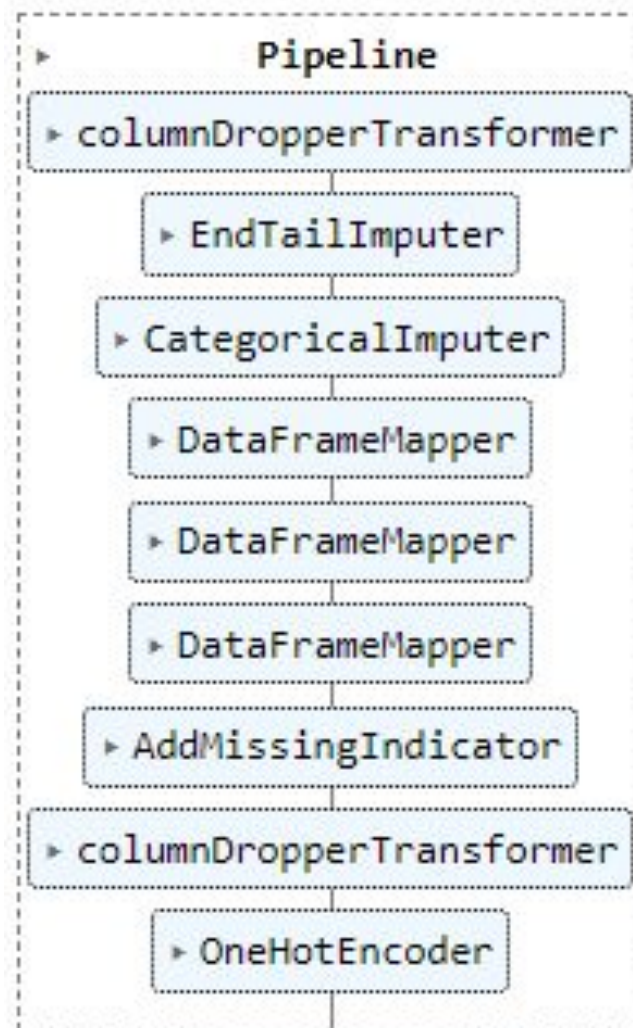 Pipeline
columnDropperTransformer
EndTailImputer
CategoricalImputer
DataFrameMapper
DataFrameMapper
DataFrameMapper
AddMissingIndicator
columnDropperTransformer
OneHotEncoder